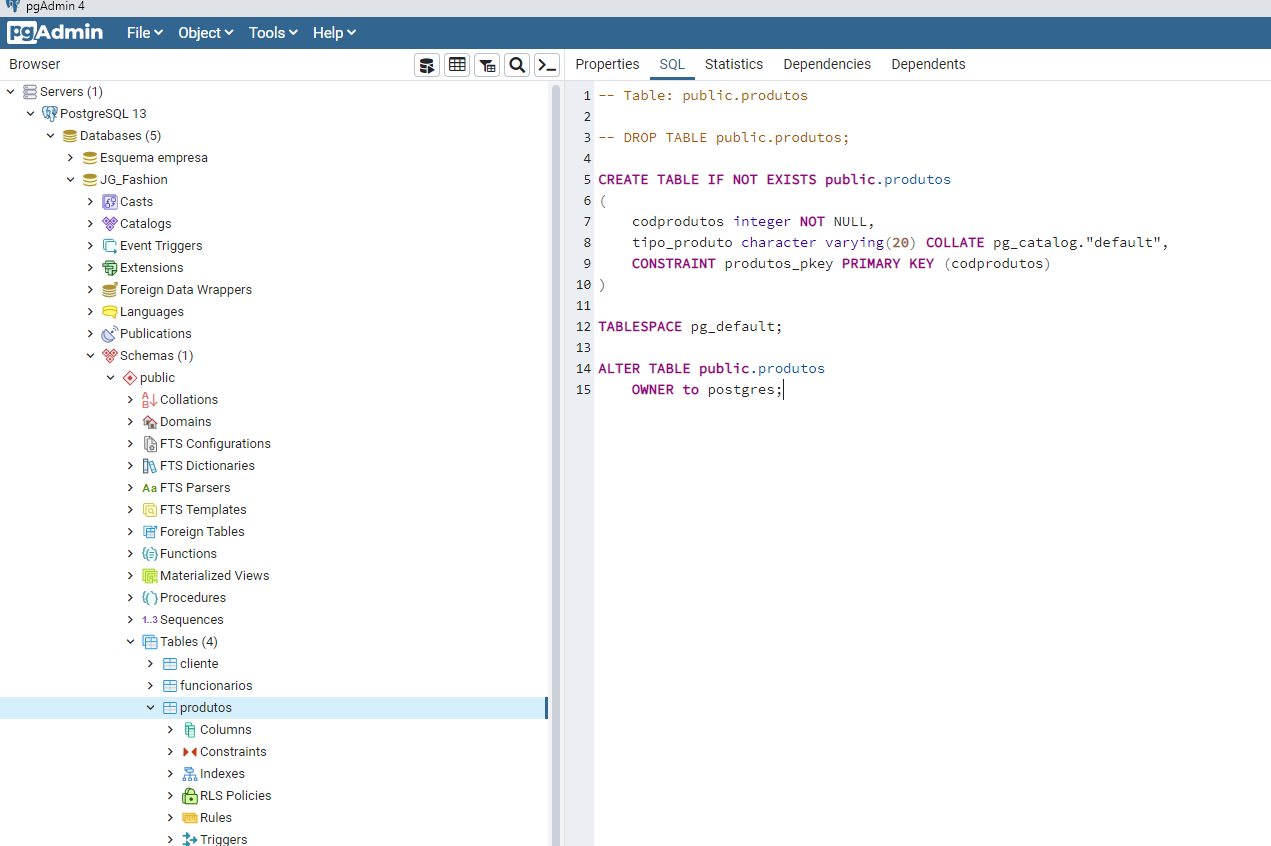 pgAdmin 4
pgAdmin File Object Tools Help
Browser
Properties SQL Statistics Dependencies Dependents
Servers (1)
PostgreSQL 13
Databases (5)
Esquema empresa
JG_Fashion
Casts
Catalogs
Event Triggers
Extensions
Foreign Data Wrappers
Languages
Publications
Schemas (1)
public
Collations
Domains
FTS Configurations
FTS Dictionaries
Aa FTS Parsers
FTS Templates
Foreign Tables
Functions
Materialized Views
Procedures
1..3 Sequences
Tables (4)
cliente
funcionarios
produtos
Columns
Constraints
Indexes
RLS Policies
Rules
Triggers
1 -- Table: public.produtos
2
3 -- DROP TABLE public.produtos;
4
5 CREATE TABLE IF NOT EXISTS public.produtos
6 (
7 codprodutos integer NOT NULL,
8 tipo_produto character varying(20) COLLATE pg_catalog."default",
9 CONSTRAINT produtos_pkey PRIMARY KEY (codprodutos)
10 )
11
12 TABLESPACE pg_default;
13
14 ALTER TABLE public.produtos
15 OWNER to postgres;